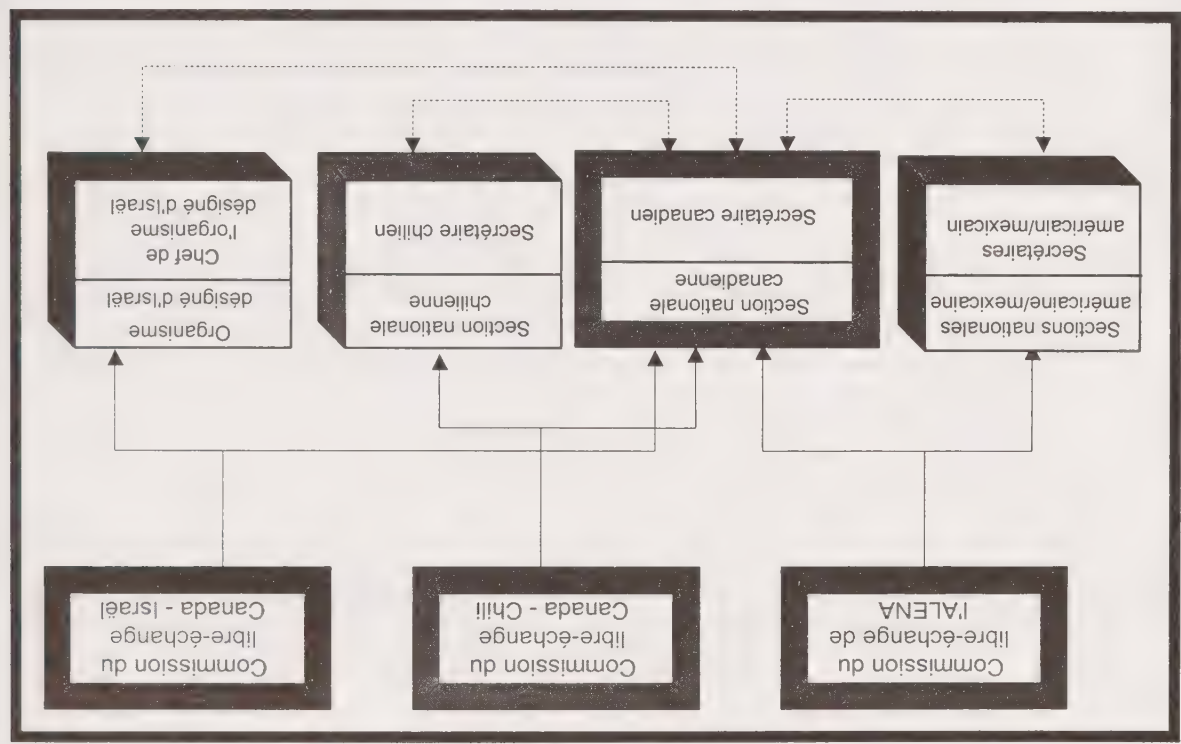 Commission du
libre-échange de
l'ALENA
Commission du
libre-échange
Canada - Chili
Commission du
libre-échange
Canada - Israël
Sections nationales
américaine/mexicaine
Secrétaires
américain/mexicain
Section nationale
canadienne
Secrétaire canadien
Section nationale
chilienne
Secrétaire chilien
Organisme
désigné d'Israël
Chef de
l'organisme
désigné d'Israël